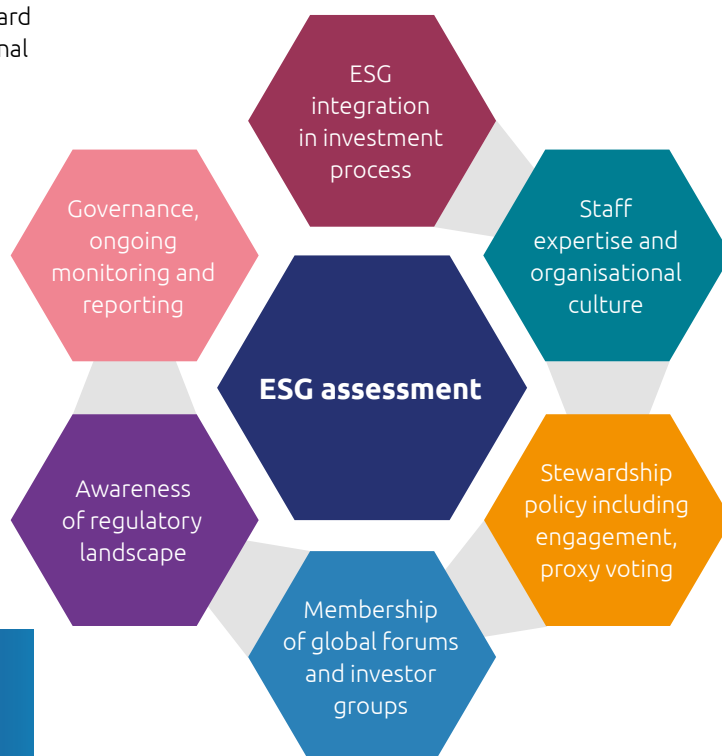 ard
nal
ESG
integration
in investment
process
Staff
expertise and
organisational
culture
Stewardship
policy including
engagement,
proxy voting
Membership
of global forums
and investor
groups
Awareness
of regulatory
landscape
Governance,
ongoing
monitoring and
reporting
ESG assessment